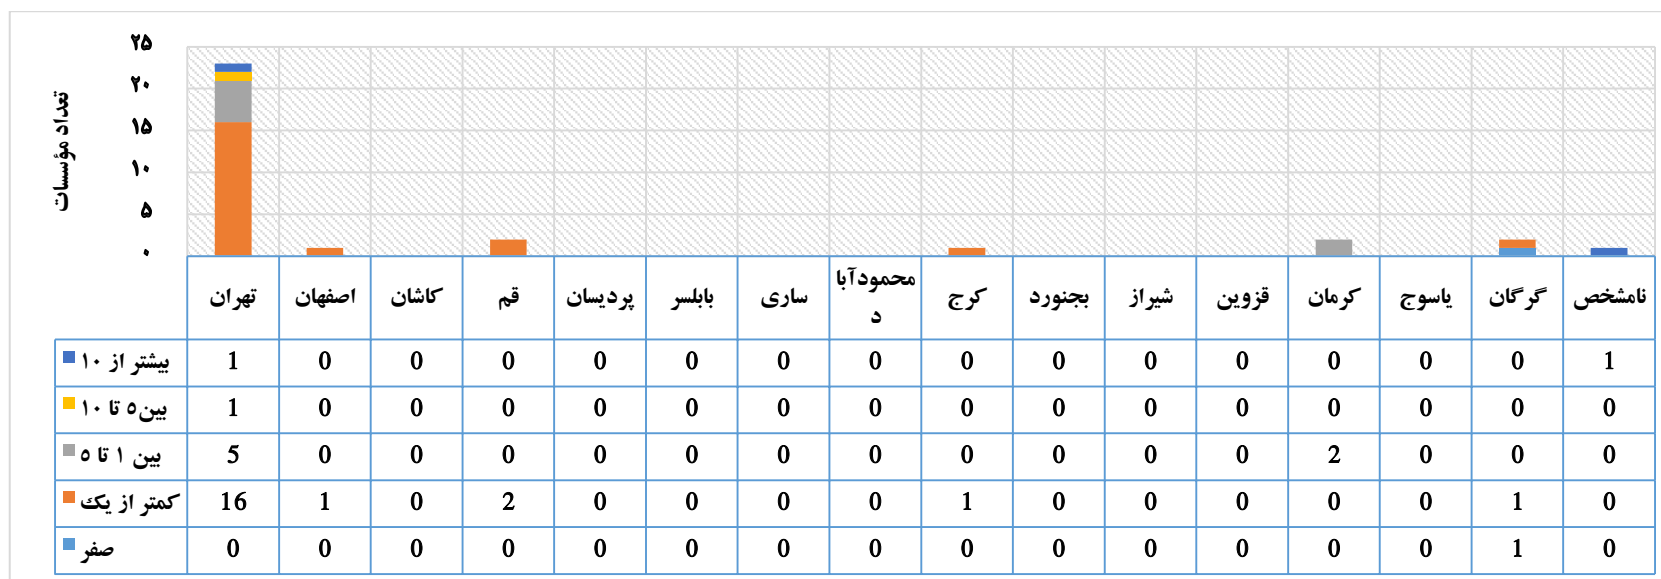 تعداد مؤسسات
۲۵
۲۰
۱۵
۱۰
۵
۰
تهران اصفهان کاشان قم پردیسان بابلسر ساری محمودآباد کرج بجنورد شیراز قزوین کرمان یاسوج گرگان نامشخص
بیشتر از ۱۰ 1 0 0 0 0 0 0 0 0 0 0 0 0 0 0 1
بین۵ تا ۱۰ 1 0 0 0 0 0 0 0 0 0 0 0 0 0 0 0
بین ۱ تا ۵ 5 0 0 0 0 0 0 0 0 0 0 0 2 0 0 0
کمتر از یک 16 1 0 2 0 0 0 0 1 0 0 0 0 0 1 0
صفر 0 0 0 0 0 0 0 0 0 0 0 0 0 0 1 0